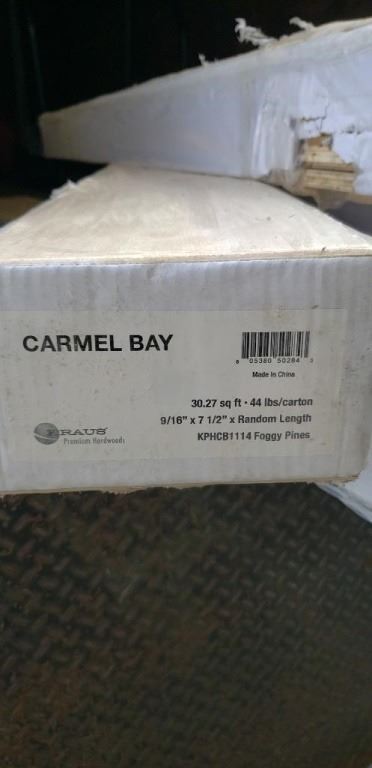 CARMEL BAY
6 05380 50284 3
Made in China
30.27 sq ft • 44 lbs/carton
9/16" x 7 1/2" x Random Length
KRAUS
Premium Hardwoods
KPHCB1114 Foggy Pines